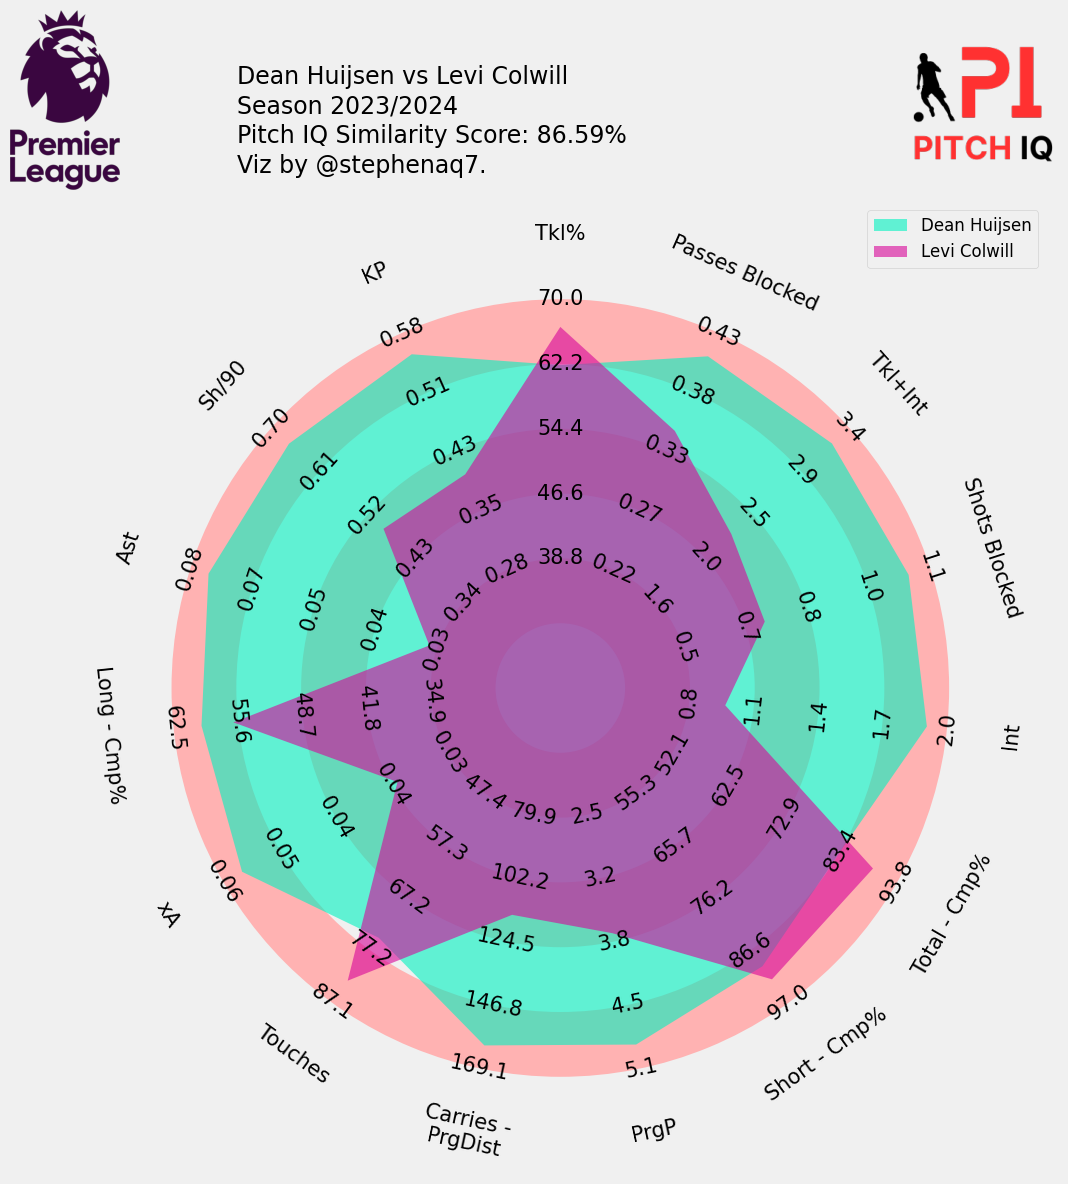 Premier
League
Dean Huijsen vs Levi Colwill
Season 2023/2024
Pitch IQ Similarity Score: 86.59%
Viz by @stephenaq7.
PI
PITCH IQ
Dean Huijsen
Levi Colwill
Tkl%
38.8 46.6 54.4 62.2 70.0
Passes Blocked
0.22 0.27 0.33 0.38 0.43
Tkl+Int
1.6 2.0 2.5 2.9 3.4
Shots Blocked
0.5 0.7 0.8 1.0 1.1
Int
0.8 1.1 1.4 1.7 2.0
Total - Cmp%
52.1 62.5 72.9 83.4 93.8
Short - Cmp%
55.3 65.7 76.2 86.6 97.0
PrgP
2.5 3.2 3.8 4.5 5.1
Carries -
PrgDist
79.9 102.2 124.5 146.8 169.1
Touches
47.4 57.3 67.2 77.2 87.1
xA
0.03 0.04 0.04 0.05 0.06
Long - Cmp%
34.9 41.8 48.7 55.6 62.5
Ast
0.03 0.04 0.05 0.07 0.08
Sh/90
0.34 0.43 0.52 0.61 0.70
KP
0.28 0.35 0.43 0.51 0.58